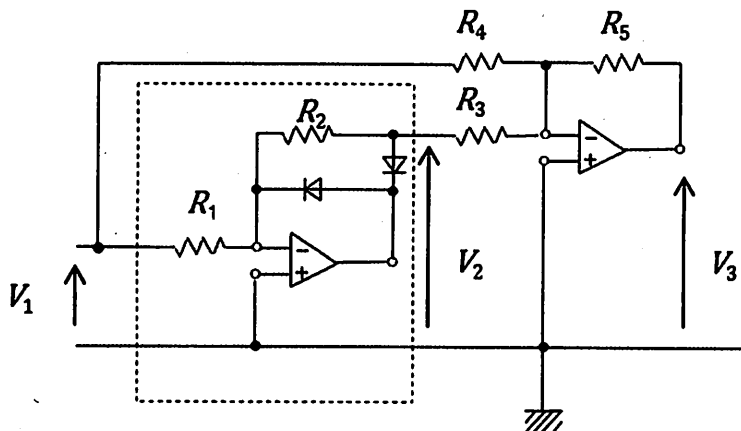 R₄
R₅
R₂
R₃
R₁
−
+
−
+
V₁
V₂
V₃